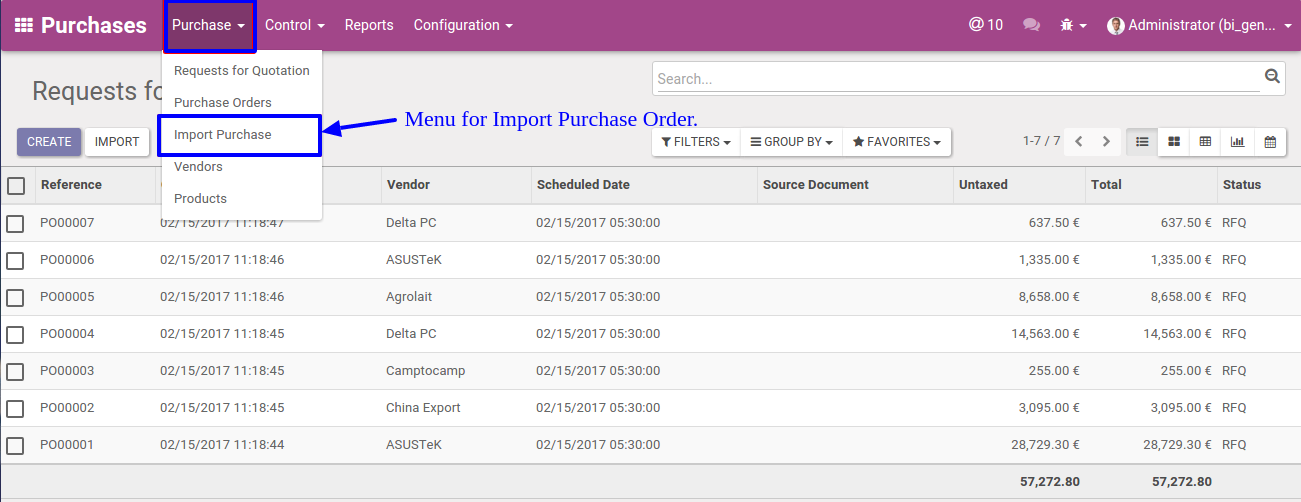 Purchases Purchase Control Reports Configuration @ 10 Administrator (bi_gen...
Requests for Quotation
Requests fo
Search...
Purchase Orders
Import Purchase
Menu for Import Purchase Order.
CREATE IMPORT FILTERS GROUP BY FAVORITES 1-7 / 7
Vendors
Products
Reference Vendor Scheduled Date Source Document Untaxed Total Status
PO00007 02/15/2017 11:18:47 Delta PC 02/15/2017 05:30:00 637.50 € 637.50 € RFQ
PO00006 02/15/2017 11:18:46 ASUSTeK 02/15/2017 05:30:00 1,335.00 € 1,335.00 € RFQ
PO00005 02/15/2017 11:18:46 Agrolait 02/15/2017 05:30:00 8,658.00 € 8,658.00 € RFQ
PO00004 02/15/2017 11:18:45 Delta PC 02/15/2017 05:30:00 14,563.00 € 14,563.00 € RFQ
PO00003 02/15/2017 11:18:45 Camptocamp 02/15/2017 05:30:00 255.00 € 255.00 € RFQ
PO00002 02/15/2017 11:18:45 China Export 02/15/2017 05:30:00 3,095.00 € 3,095.00 € RFQ
PO00001 02/15/2017 11:18:44 ASUSTeK 02/15/2017 05:30:00 28,729.30 € 28,729.30 € RFQ
57,272.80 57,272.80